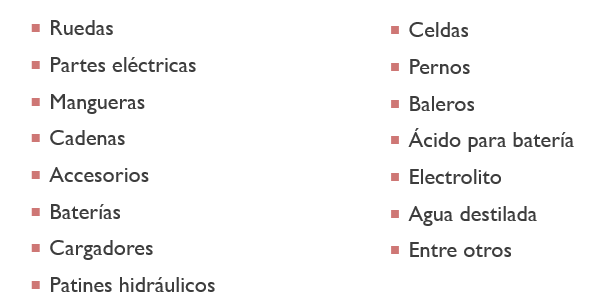 Ruedas
Partes eléctricas
Mangueras
Cadenas
Accesorios
Baterías
Cargadores
Patines hidráulicos
Celdas
Pernos
Baleros
Ácido para batería
Electrolito
Agua destilada
Entre otros